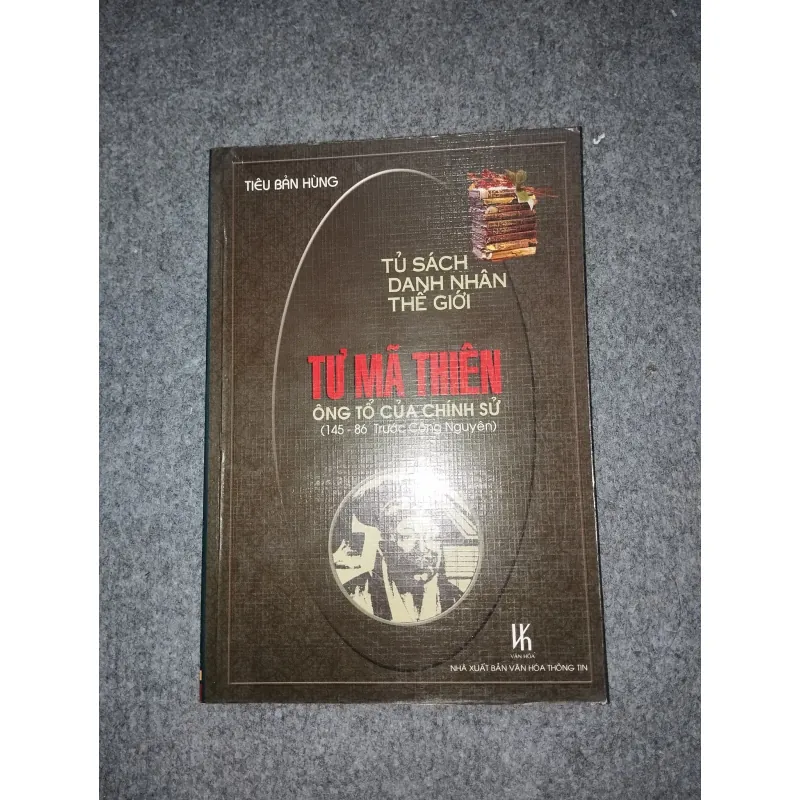 TIÊU BẢN HÙNG
TỦ SÁCH
DANH NHÂN
THẾ GIỚI
TƯ MÃ THIÊN
ÔNG TỔ CỦA CHÍNH SỬ
(145 - 86 Trước Công Nguyên)
VĂN HÓA
NHÀ XUẤT BẢN VĂN HÓA THÔNG TIN